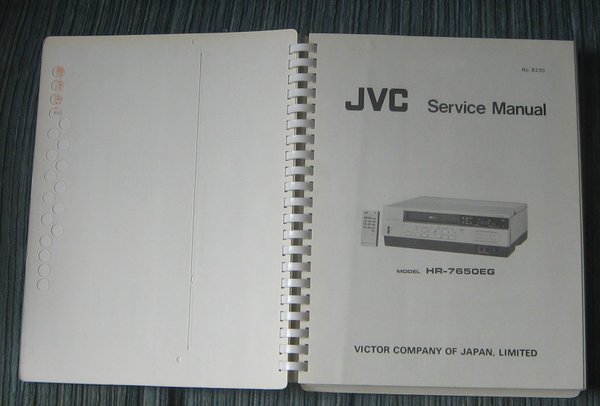 No 8230
JVC Service Manual
MODEL HR-7650EG
VICTOR COMPANY OF JAPAN, LIMITED